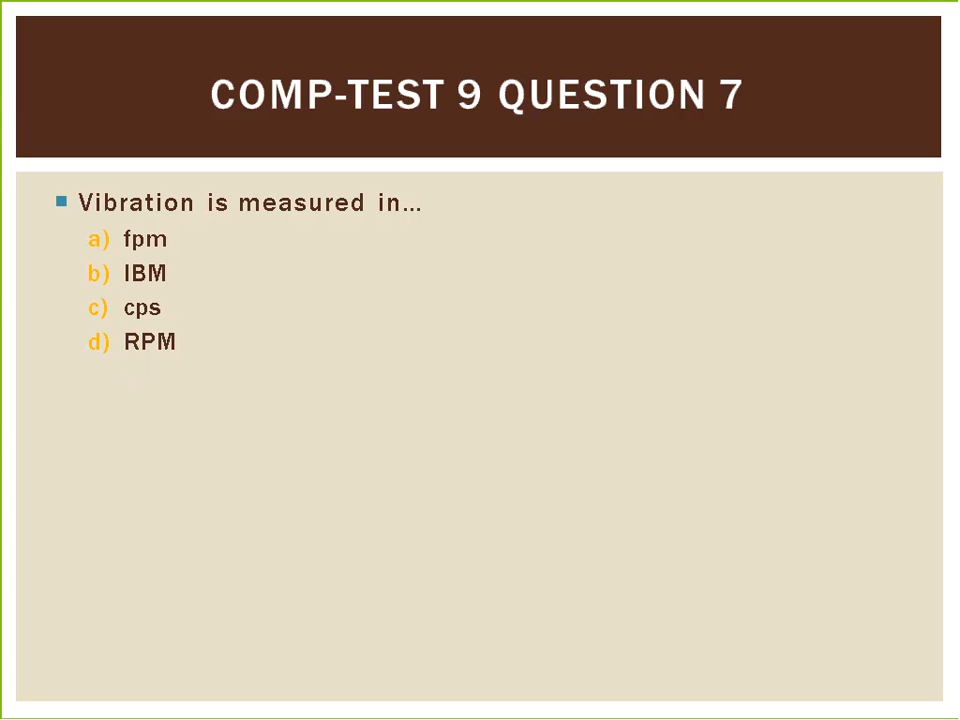 COMP-TEST 9 QUESTION 7
Vibration is measured in...
a) fpm
b) IBM
c) cps
d) RPM